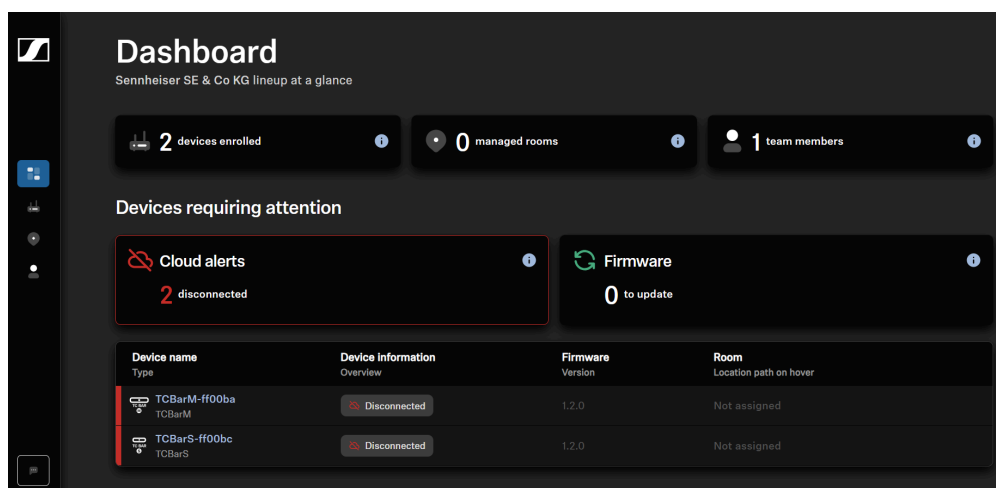 Dashboard
Sennheiser SE & Co KG lineup at a glance
2 devices enrolled
0 managed rooms
1 team members
Devices requiring attention
Cloud alerts
2 disconnected
Firmware
0 to update
Device name Device information Firmware Room
Type Overview Version Location path on hover
TCBarM-ff00ba Disconnected 1.2.0 Not assigned
TCBarM
TCBarS-ff00bc Disconnected 1.2.0 Not assigned
TCBarS